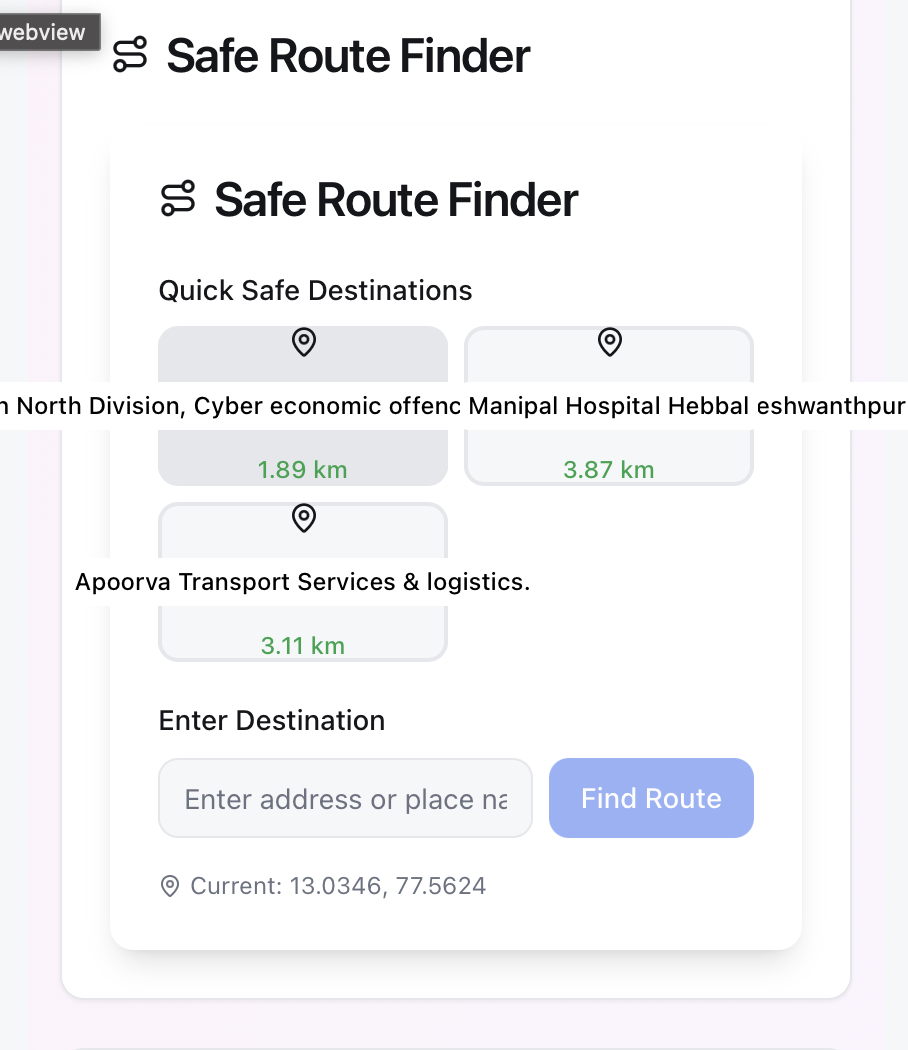 webview
Safe Route Finder
Safe Route Finder
Quick Safe Destinations
North Division, Cyber economic offenc Manipal Hospital Hebbal eshwanthpur
1.89 km
3.87 km
Apoorva Transport Services & logistics.
3.11 km
Enter Destination
Enter address or place na
Find Route
Current: 13.0346, 77.5624